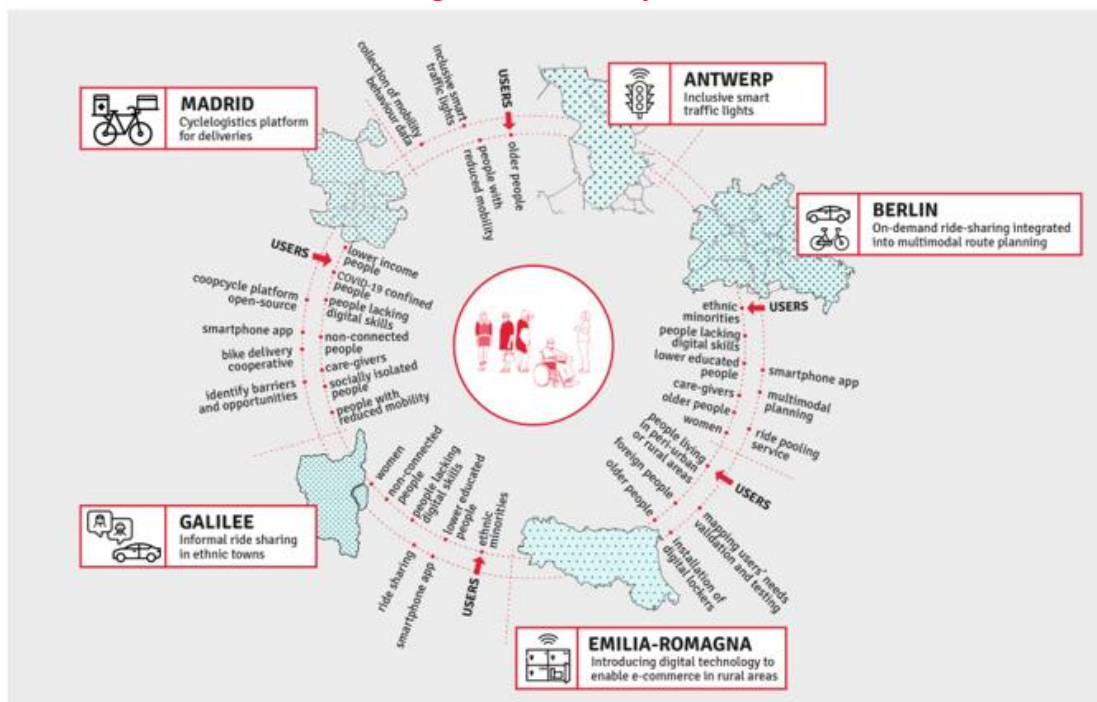 MADRID
Cyclelogistics platform
for deliveries
collection of mobility
behaviour data
inclusive smart
traffic lights
USERS
people with
reduced mobility
older people
ANTWERP
Inclusive smart
traffic lights
BERLIN
On-demand ride-sharing integrated
into multimodal route planning
USERS
ethnic
minorities
people lacking
digital skills
lower educated
people
care-givers
older people
women
smartphone app
multimodal
planning
ride pooling
service
USERS
people living
in peri-urban
or rural areas
foreign people
older people
mapping users' needs
validation and testing
installation of
digital lockers
EMILIA-ROMAGNA
Introducing digital technology to
enable e-commerce in rural areas
USERS
ethnic
minorities
lower educated
people
people lacking
digital skills
non-connected
people
women
smartphone app
ride sharing
GALILEE
Informal ride sharing
in ethnic towns
USERS
lower income
people
COVID-19 confined
people
people lacking
digital skills
non-connected
people
care-givers
socially isolated
people
people with
reduced mobility
coopcycle platform
open-source
smartphone app
bike delivery
cooperative
identify barriers
and opportunities